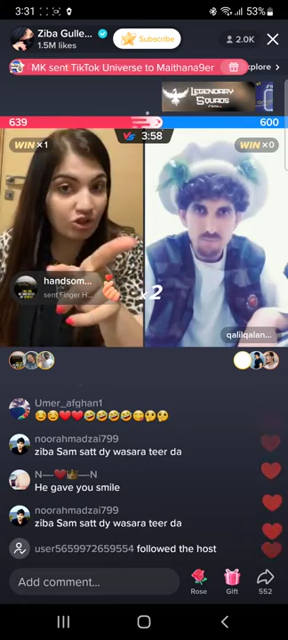 3:31
53%
Ziba Gulle...
1.5M likes
Subscribe
2.0K
MK sent TikTok Universe to Maithana9er
xplore >
LEGENDARY
SQUADS
639
600
WIN ×1
VS 3:58
WIN ×0
handsom...
sent Finger H...
x 2
qalilqalan...
Umer_afghan1
😂😂❤️❤️🤣🤣🤣🤣😋🤔🤔
noorahmadzai799
ziba Sam satt dy wasara teer da
N—-❤️👑—-N
He gave you smile
noorahmadzai799
ziba Sam satt dy wasara teer da
user5659972659554 followed the host
Add comment...
Rose
Gift
552